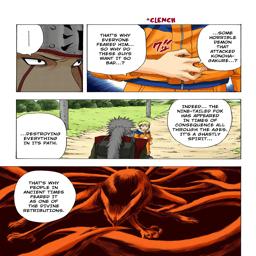 *CLENCH
...
THAT'S WHY
EVERYONE
FEARED HIM...
SO WHY DO
THESE GUYS
WANT IT SO
BAD...?
...SOME
HORRIBLE
DEMON
THAT
ATTACKED
KONOHA-
GAKURE...?
INDEED... THE
NINE-TAILED FOX
HAS APPEARED
IN TIMES OF
CONSEQUENCE ALL
THROUGH THE AGES.
IT'S A GHASTLY
SPIRIT...
...DESTROYING
EVERYTHING
IN ITS PATH.
THAT'S WHY
PEOPLE IN
ANCIENT TIMES
FEARED IT
AS ONE OF
THE DIVINE
RETRIBUTIONS.